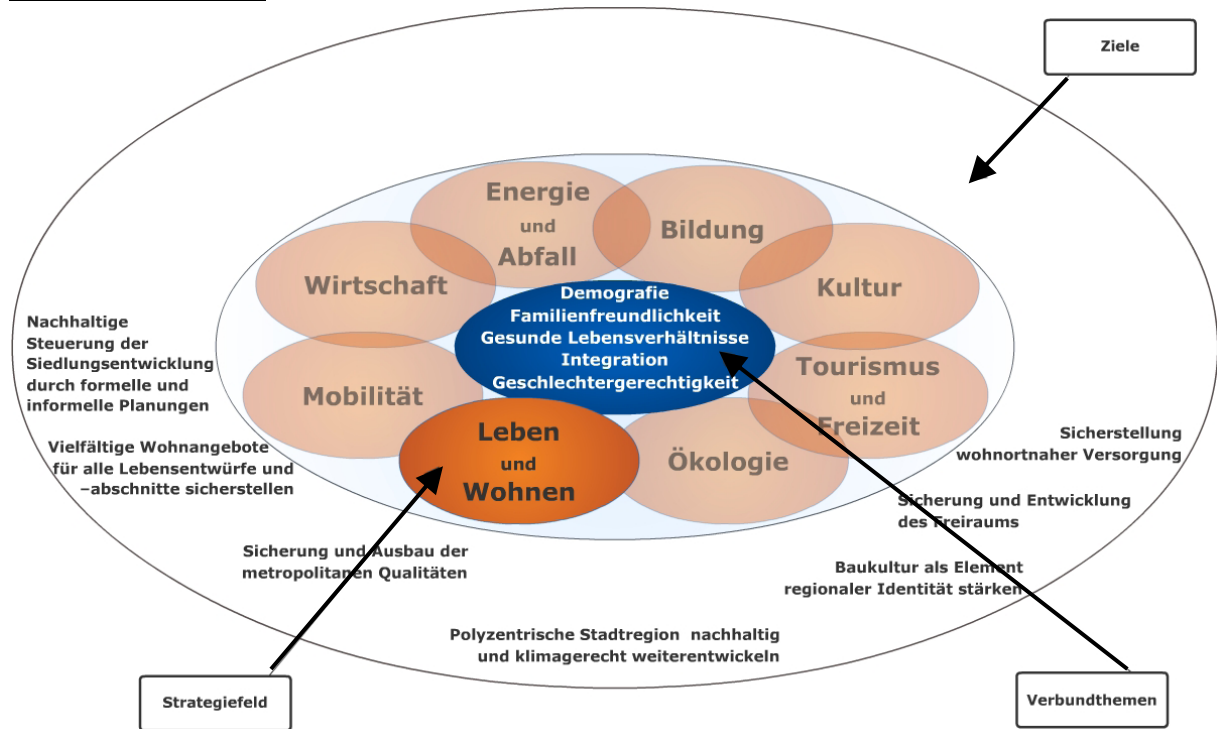 Ziele
Energie
und
Abfall
Bildung
Wirtschaft
Kultur
Demografie
Familienfreundlichkeit
Gesunde Lebensverhältnisse
Integration
Geschlechtergerechtigkeit
Mobilität
Tourismus
und
Freizeit
Leben
und
Wohnen
Ökologie
Nachhaltige
Steuerung der
Siedlungsentwicklung
durch formelle und
informelle Planungen
Vielfältige Wohnangebote
für alle Lebensentwürfe und
–abschnitte sicherstellen
Sicherung und Ausbau der
metropolitanen Qualitäten
Polyzentrische Stadtregion nachhaltig
und klimagerecht weiterentwickeln
Baukultur als Element
regionaler Identität stärken
Sicherung und Entwicklung
des Freiraums
Sicherstellung
wohnortnaher Versorgung
Strategiefeld
Verbundthemen